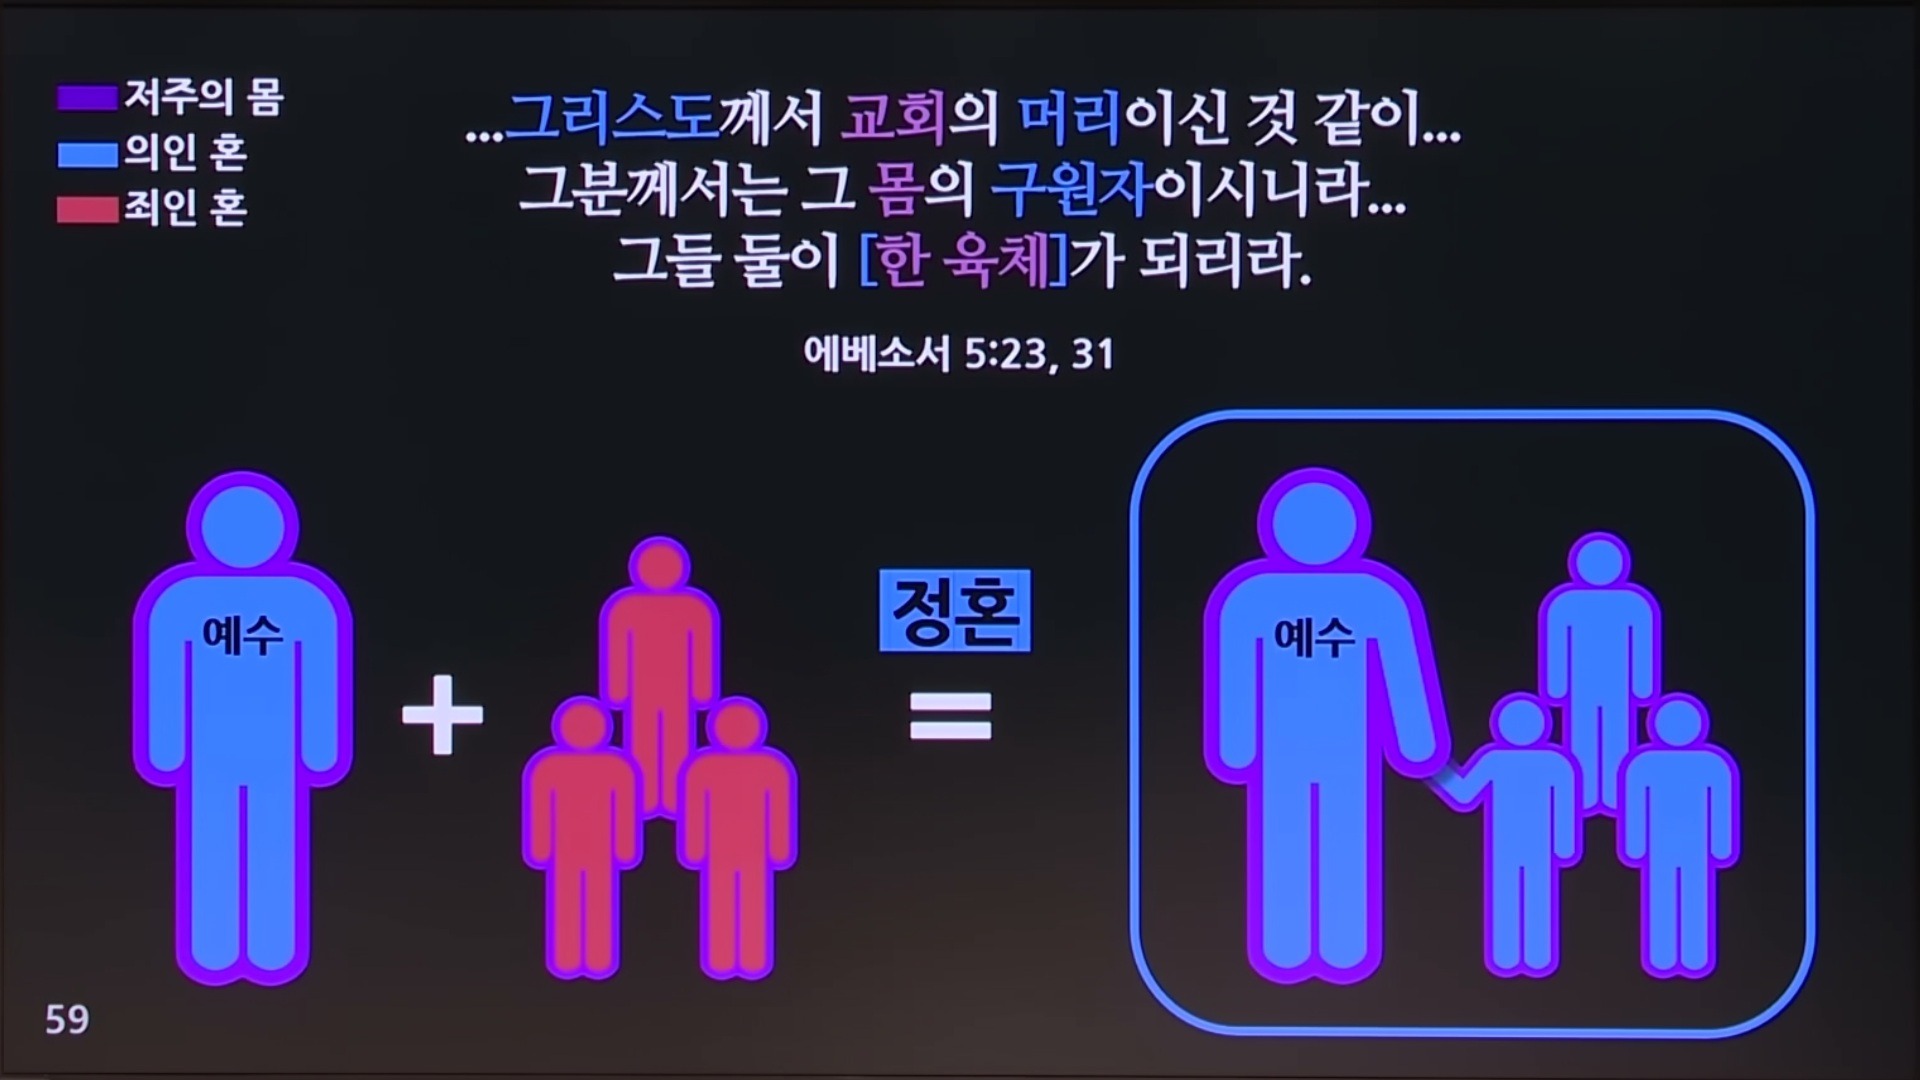 저주의 몸
의인 혼
죄인 혼
...그리스도께서 교회의 머리이신 것 같이...
그분께서는 그 몸의 구원자이시니라...
그들 둘이 [한 육체]가 되리라.
에베소서 5:23, 31
예수
+
정혼
=
예수
59